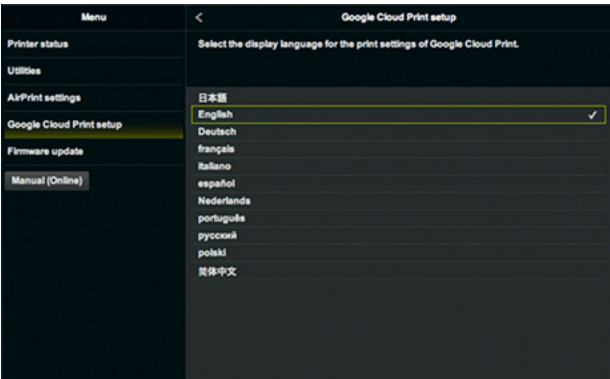 Menu
Printer status
Utilities
AirPrint settings
Google Cloud Print setup
Firmware update
Manual (Online)
<
Google Cloud Print setup
Select the display language for the print settings of Google Cloud Print.
日本語
English ✓
Deutsch
français
Italiano
español
Nederlands
português
русский
polski
简体中文